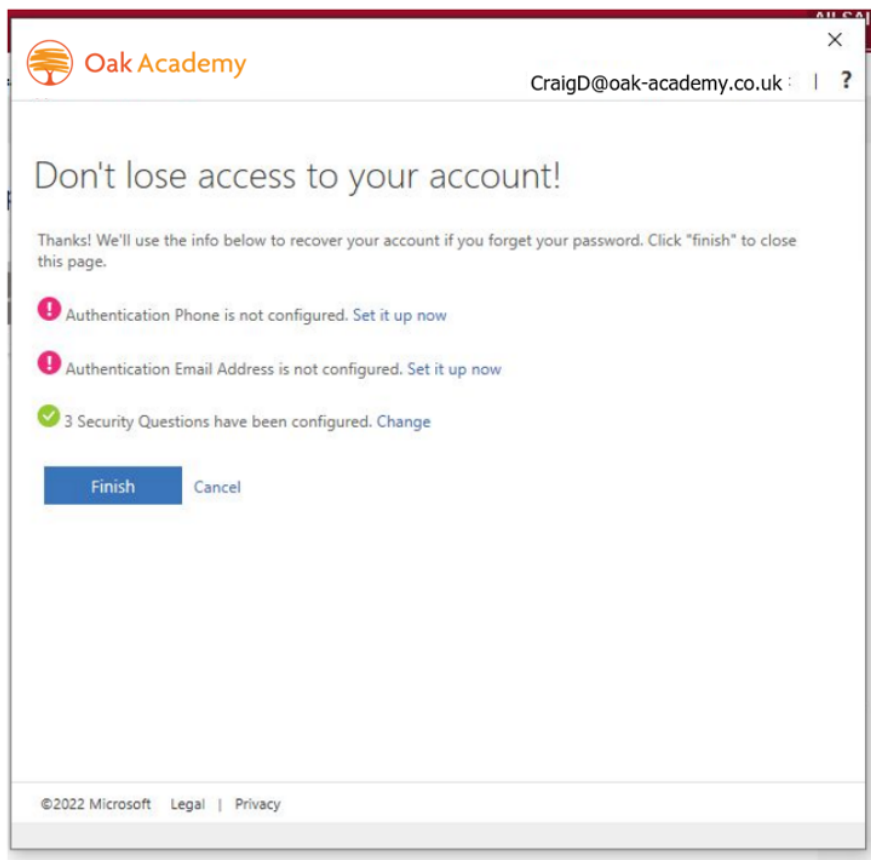 Oak Academy
CraigD@oak-academy.co.uk : | ?
Don't lose access to your account!
Thanks! We'll use the info below to recover your account if you forget your password. Click "finish" to close
this page.
Authentication Phone is not configured. Set it up now
Authentication Email Address is not configured. Set it up now
3 Security Questions have been configured. Change
Finish Cancel
©2022 Microsoft Legal | Privacy